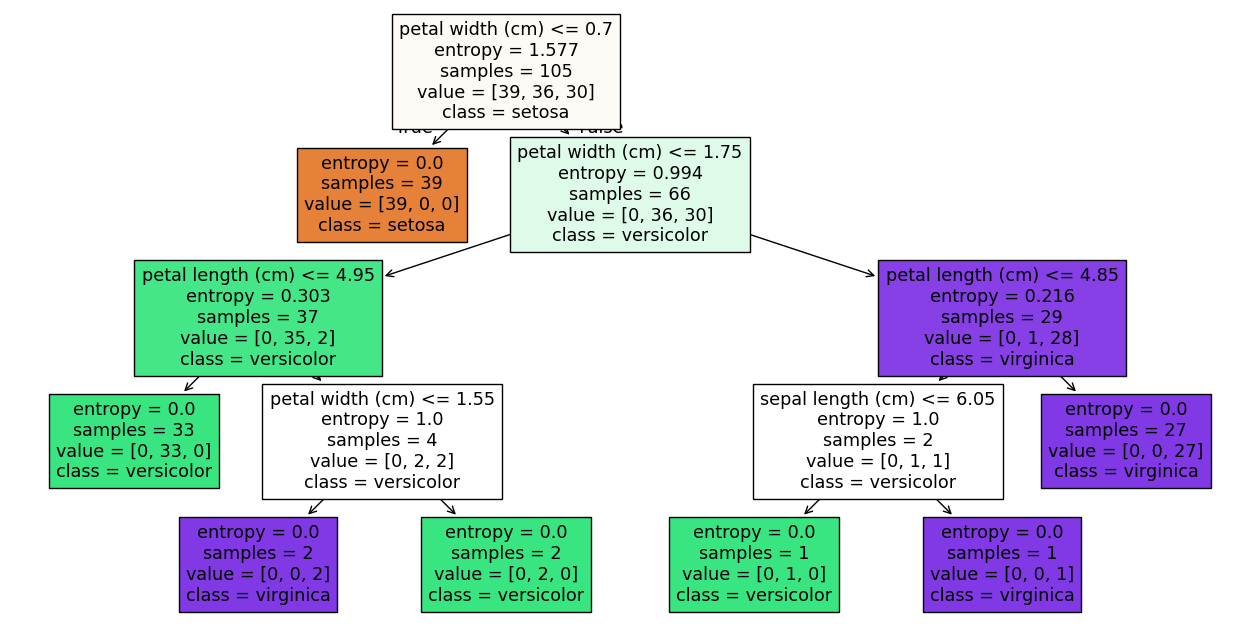 petal width (cm) <= 0.7
entropy = 1.577
samples = 105
value = [39, 36, 30]
class = setosa
True
False
entropy = 0.0
samples = 39
value = [39, 0, 0]
class = setosa
petal width (cm) <= 1.75
entropy = 0.994
samples = 66
value = [0, 36, 30]
class = versicolor
petal length (cm) <= 4.95
entropy = 0.303
samples = 37
value = [0, 35, 2]
class = versicolor
petal length (cm) <= 4.85
entropy = 0.216
samples = 29
value = [0, 1, 28]
class = virginica
entropy = 0.0
samples = 33
value = [0, 33, 0]
class = versicolor
petal width (cm) <= 1.55
entropy = 1.0
samples = 4
value = [0, 2, 2]
class = versicolor
sepal length (cm) <= 6.05
entropy = 1.0
samples = 2
value = [0, 1, 1]
class = versicolor
entropy = 0.0
samples = 27
value = [0, 0, 27]
class = virginica
entropy = 0.0
samples = 2
value = [0, 0, 2]
class = virginica
entropy = 0.0
samples = 2
value = [0, 2, 0]
class = versicolor
entropy = 0.0
samples = 1
value = [0, 1, 0]
class = versicolor
entropy = 0.0
samples = 1
value = [0, 0, 1]
class = virginica